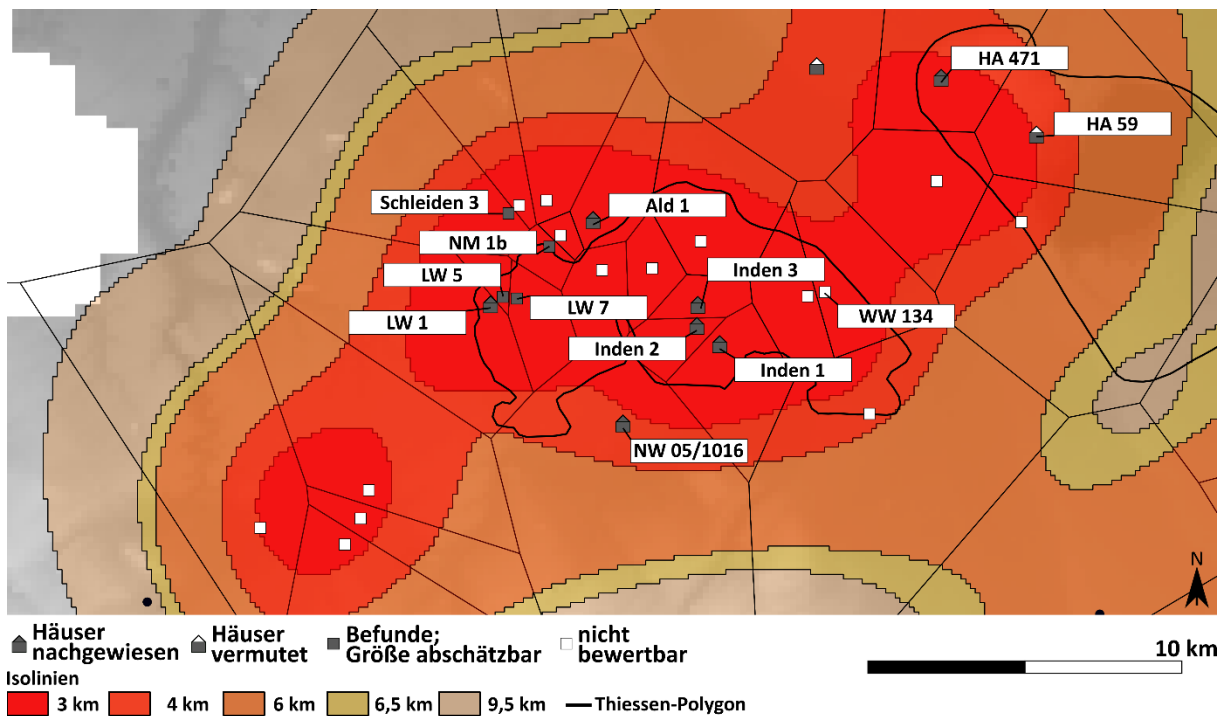 HA 471
HA 59
Schleiden 3
Ald 1
NM 1b
LW 5
Inden 3
LW 7
WW 134
LW 1
Inden 2
Inden 1
NW 05/1016
N
Häuser
nachgewiesen
Häuser
vermutet
Befunde;
Größe abschätzbar
nicht
bewertbar
10 km
Isolinien
3 km
4 km
6 km
6,5 km
9,5 km
Thiessen-Polygon